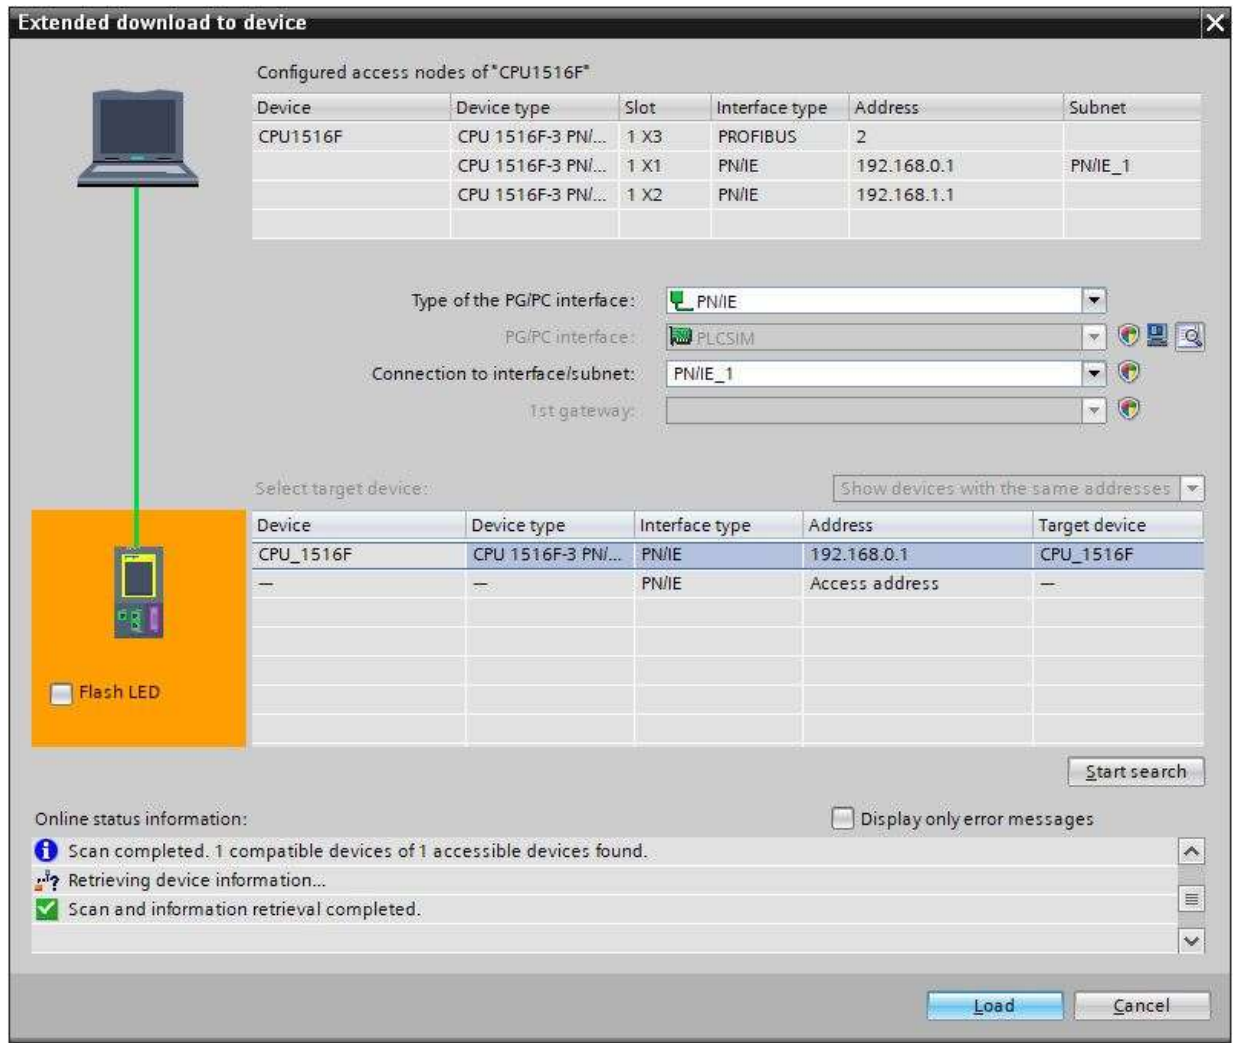 Extended download to device
Configured access nodes of "CPU1516F"
Device Device type Slot Interface type Address Subnet
CPU1516F CPU 1516F-3 PN/... 1 X3 PROFIBUS 2
CPU 1516F-3 PN/... 1 X1 PN/IE 192.168.0.1 PN/IE_1
CPU 1516F-3 PN/... 1 X2 PN/IE 192.168.1.1
Type of the PG/PC interface: PN/IE
PG/PC interface: PLCSIM
Connection to interface/subnet: PN/IE_1
1st gateway:
Select target device: Show devices with the same addresses
Device Device type Interface type Address Target device
CPU_1516F CPU 1516F-3 PN/... PN/IE 192.168.0.1 CPU_1516F
— — PN/IE Access address —
Flash LED
Start search
Online status information: Display only error messages
Scan completed. 1 compatible devices of 1 accessible devices found.
Retrieving device information...
Scan and information retrieval completed.
Load Cancel